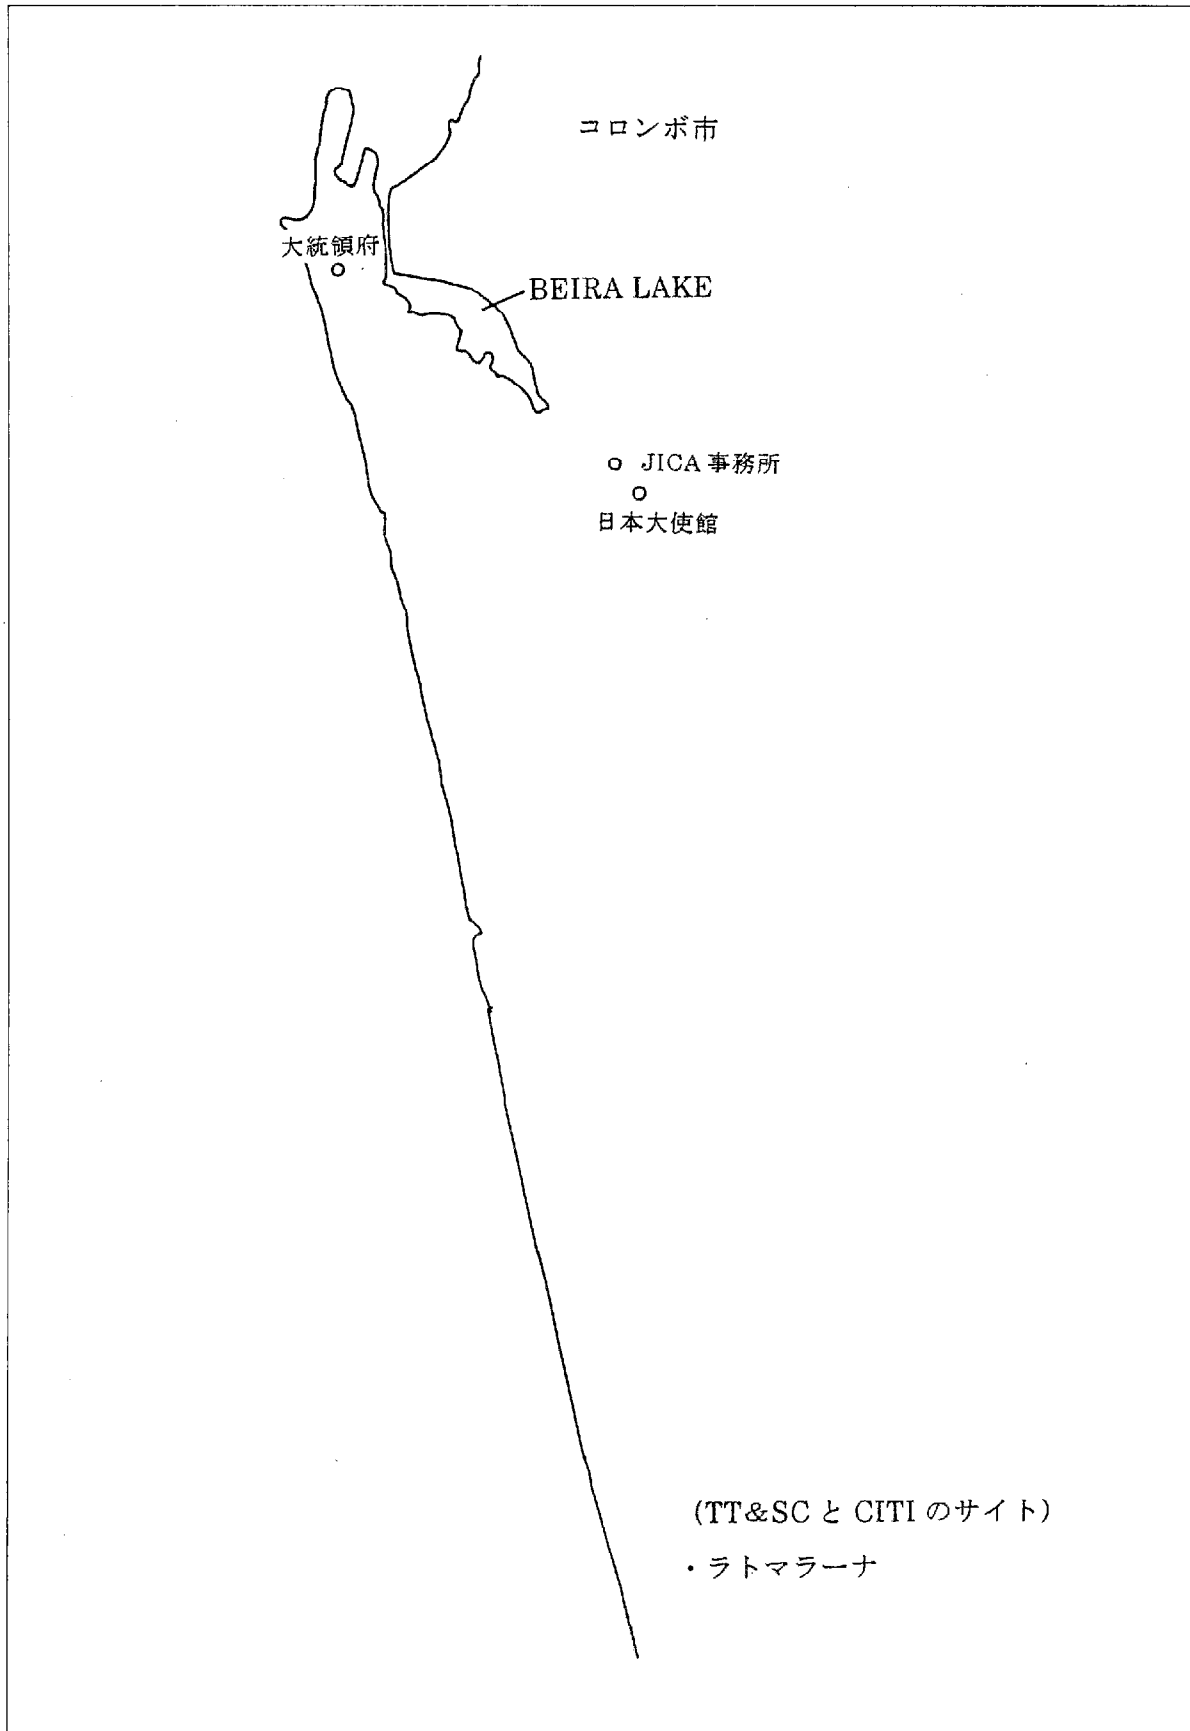 コロンボ市
大統領府
BEIRA LAKE
JICA 事務所
日本大使館
(TT&SC と CITI のサイト)
・ラトマラーナ